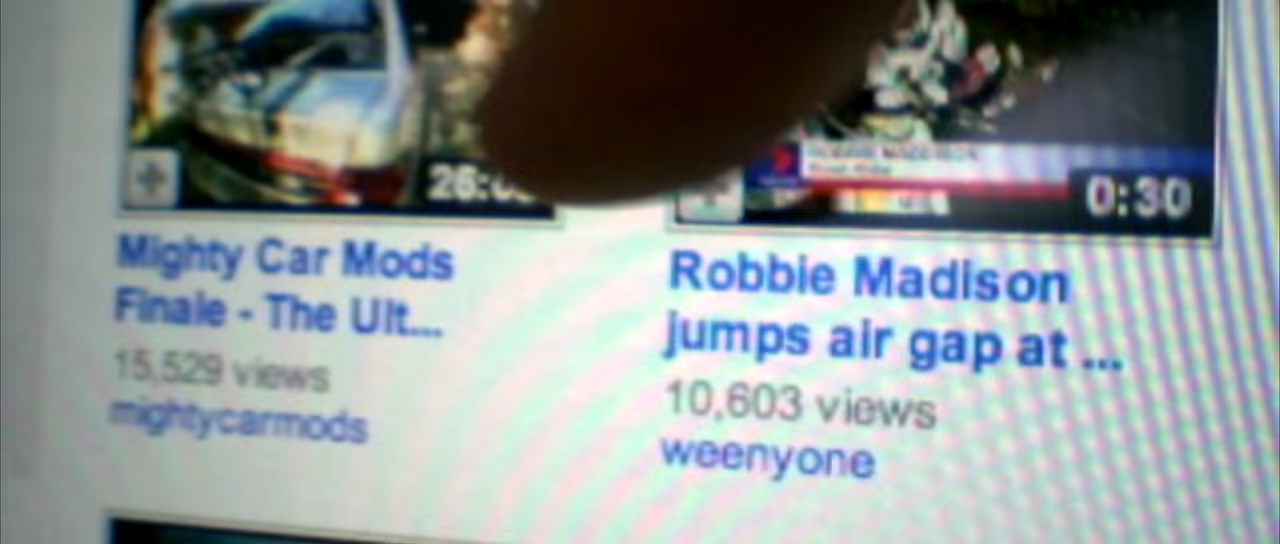 0:30
Mighty Car Mods
Finale - The Ult...
15,529 views
mightycarmods
Robbie Madison
jumps air gap at ...
10,603 views
weenyone